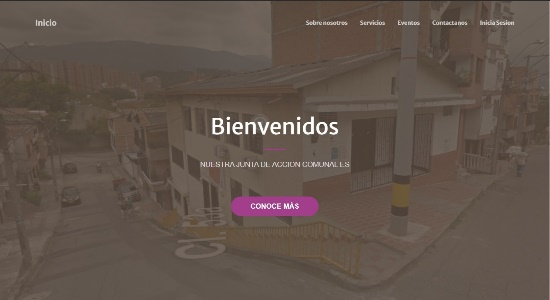 Inicio
Sobre nosotros Servicios Eventos Contactanos Inicia Sesion
Bienvenidos
NUESTRA JUNTA DE ACCION COMUNAL ES
CONOCE MÁS